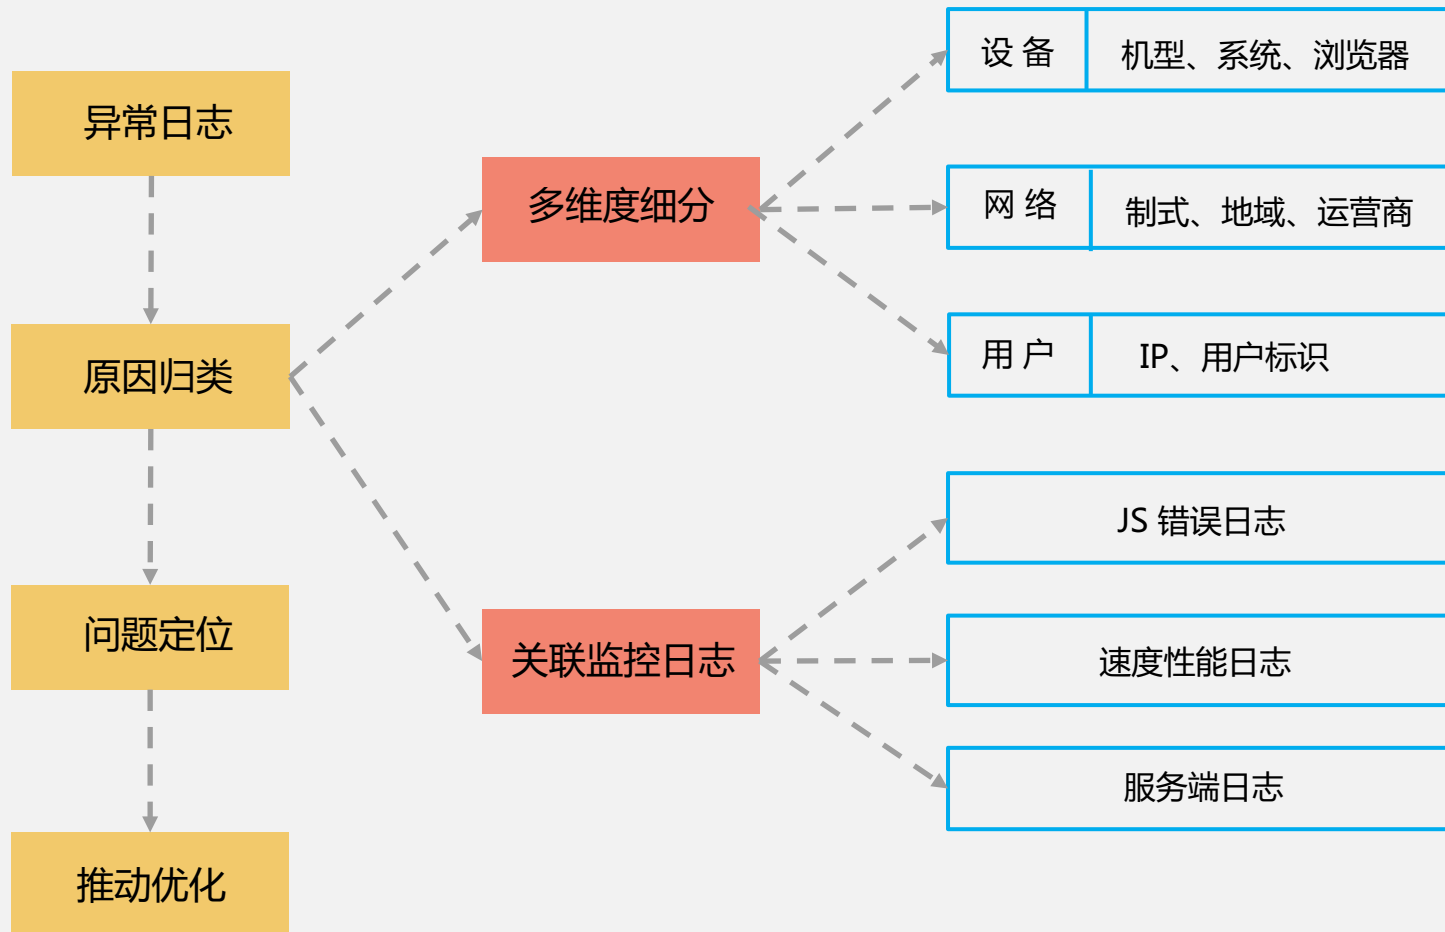 异常日志
原因归类
问题定位
推动优化
多维度细分
关联监控日志
设 备 机型、系统、浏览器
网 络 制式、地域、运营商
用 户 IP、用户标识
JS 错误日志
速度性能日志
服务端日志